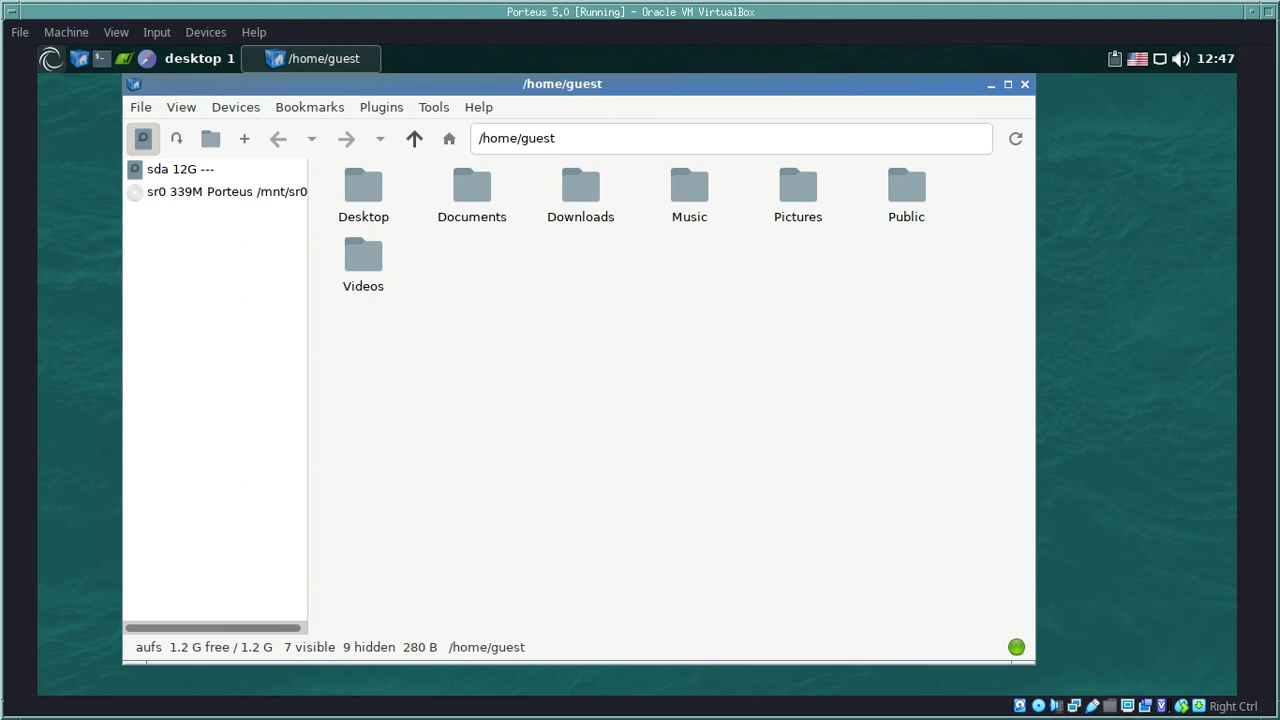 Porteus 5.0 [Running] - Oracle VM VirtualBox
File Machine View Input Devices Help
desktop 1 /home/guest 12:47
/home/guest
File View Devices Bookmarks Plugins Tools Help
/home/guest
sda 12G ---
sr0 339M Porteus /mnt/sr0
Desktop Documents Downloads Music Pictures Public
Videos
aufs 1.2 G free / 1.2 G 7 visible 9 hidden 280 B /home/guest
Right Ctrl